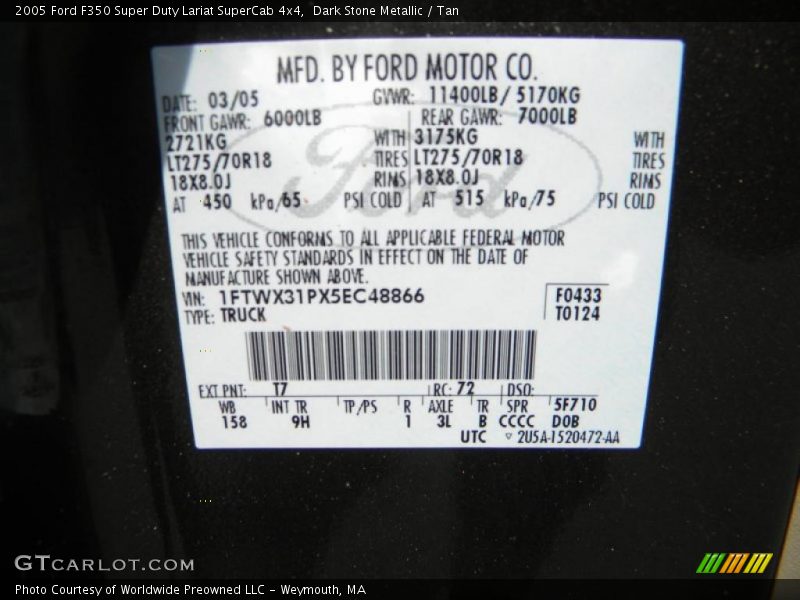 2005 Ford F350 Super Duty Lariat SuperCab 4x4, Dark Stone Metallic / Tan
MFD. BY FORD MOTOR CO.
DATE: 03/05 GVWR: 11400LB/ 5170KG
FRONT GAWR: 6000LB REAR GAWR: 7000LB
2721KG WITH 3175KG WITH
LT275/70R18 TIRES LT275/70R18 TIRES
18X8.0J RIMS 18X8.0J RIMS
AT 450 kPa/65 PSI COLD AT 515 kPa/75 PSI COLD
THIS VEHICLE CONFORMS TO ALL APPLICABLE FEDERAL MOTOR
VEHICLE SAFETY STANDARDS IN EFFECT ON THE DATE OF
MANUFACTURE SHOWN ABOVE.
VIN: 1FTWX31PX5EC48866 F0433
TYPE: TRUCK T0124
EXT PNT: T7 RC: 72 DSO:
WB INT TR TP/PS R AXLE TR SPR 5F710
158 9H 1 3L B CCCC D0B
UTC ▽ 2U5A-1520472-AA
Ford
GTCARLOT.COM
Photo Courtesy of Worldwide Preowned LLC - Weymouth, MA